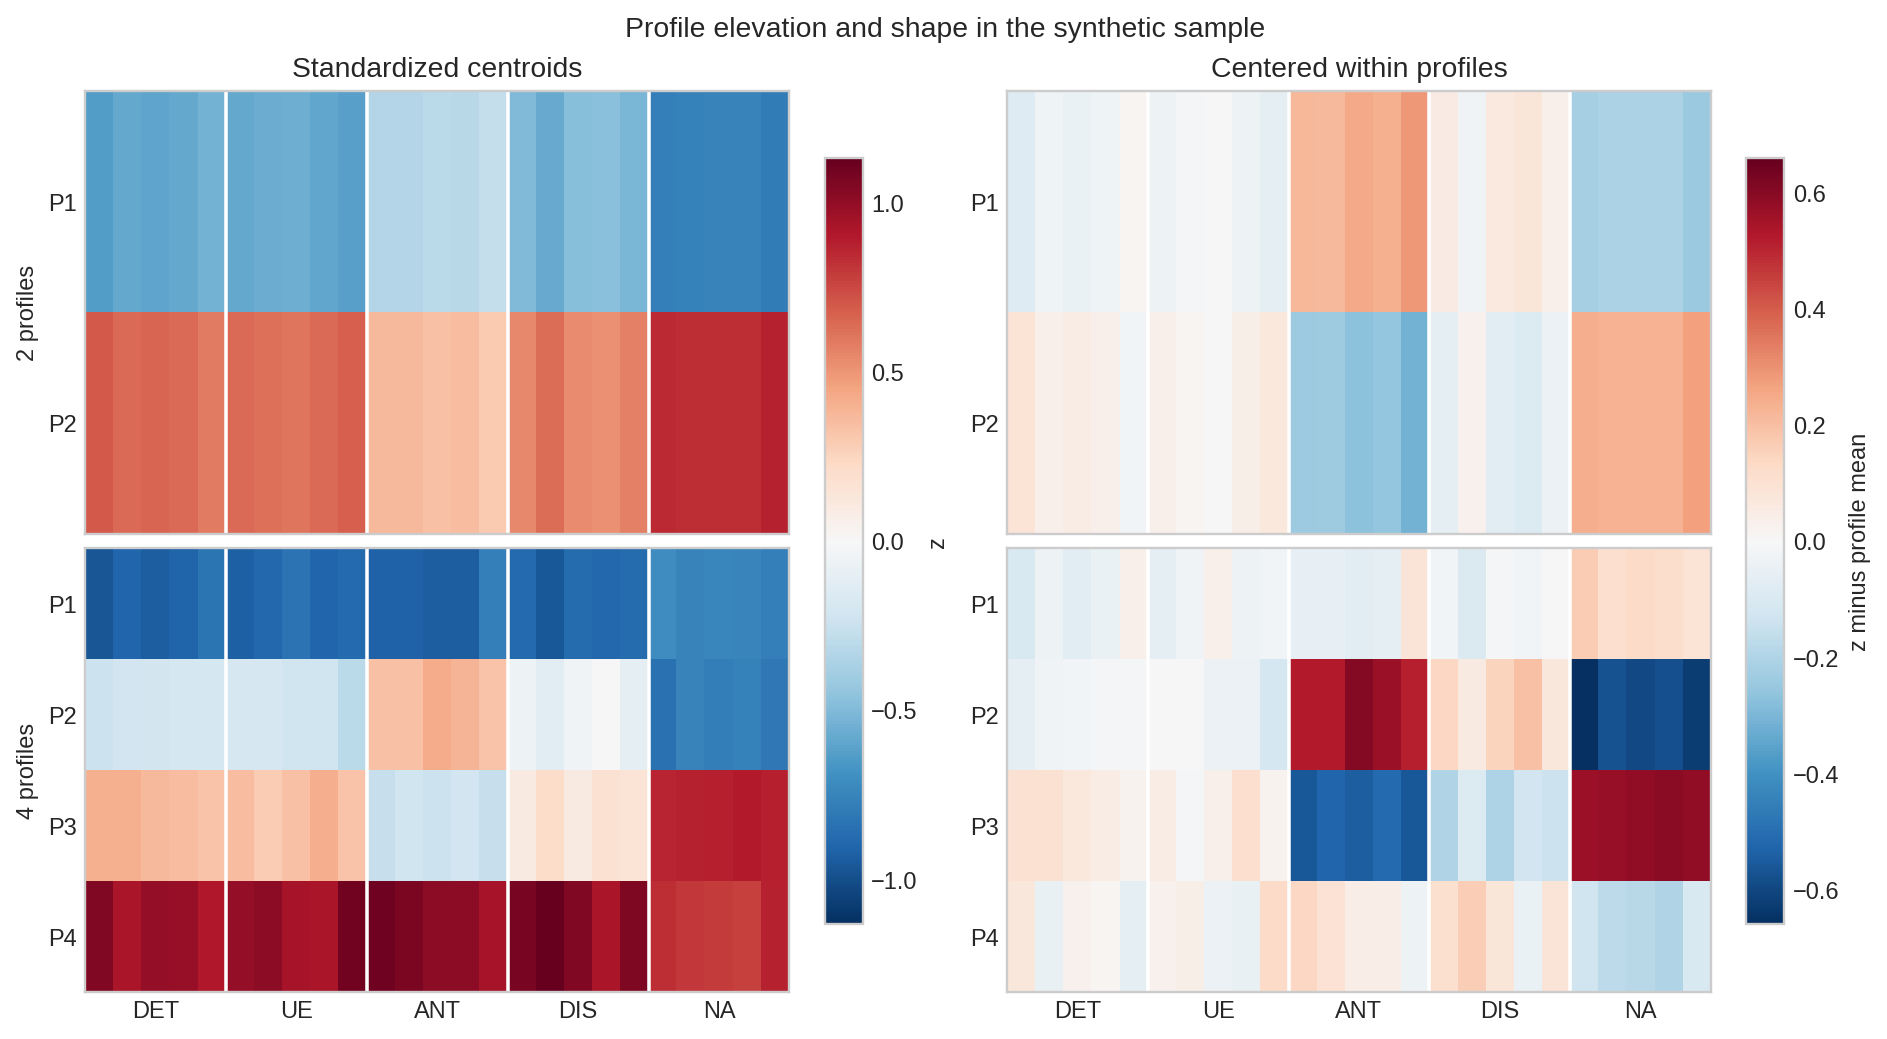 Profile elevation and shape in the synthetic sample
Standardized centroids
Centered within profiles
2 profiles
P1
P2
4 profiles
P1
P2
P3
P4
DET UE ANT DIS NA
1.0
0.5
0.0
−0.5
−1.0
z
P1
P2
P1
P2
P3
P4
DET UE ANT DIS NA
0.6
0.4
0.2
0.0
−0.2
−0.4
−0.6
z minus profile mean